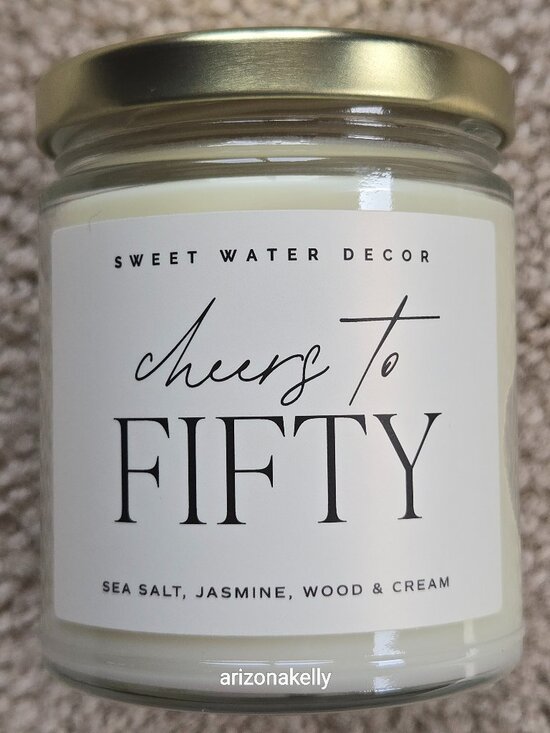 SWEET WATER DECOR
cheers to
FIFTY
SEA SALT, JASMINE, WOOD & CREAM
arizonakelly